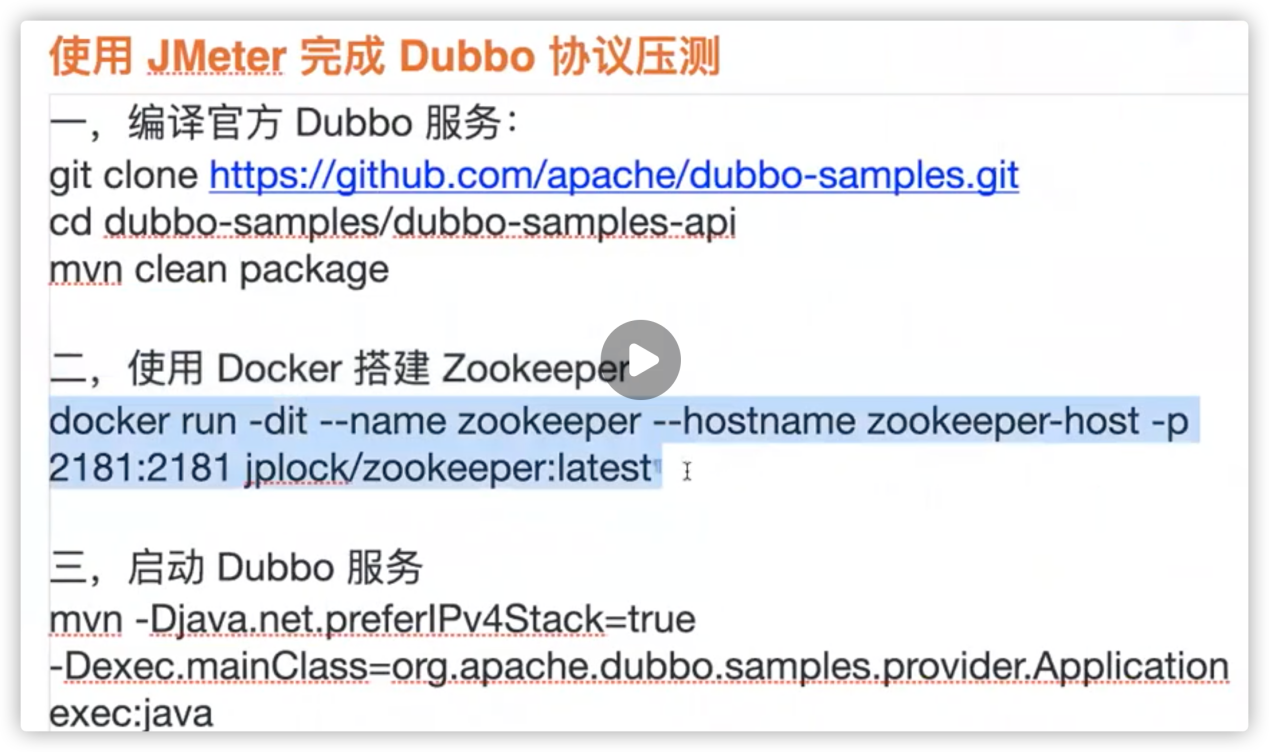 使用 JMeter 完成 Dubbo 协议压测
一，编译官方 Dubbo 服务：
git clone https://github.com/apache/dubbo-samples.git
cd dubbo-samples/dubbo-samples-api
mvn clean package
二，使用 Docker 搭建 Zookeeper
docker run -dit --name zookeeper --hostname zookeeper-host -p
2181:2181 jplock/zookeeper:latest
三，启动 Dubbo 服务
mvn -Djava.net.preferIPv4Stack=true
-Dexec.mainClass=org.apache.dubbo.samples.provider.Application
exec:java